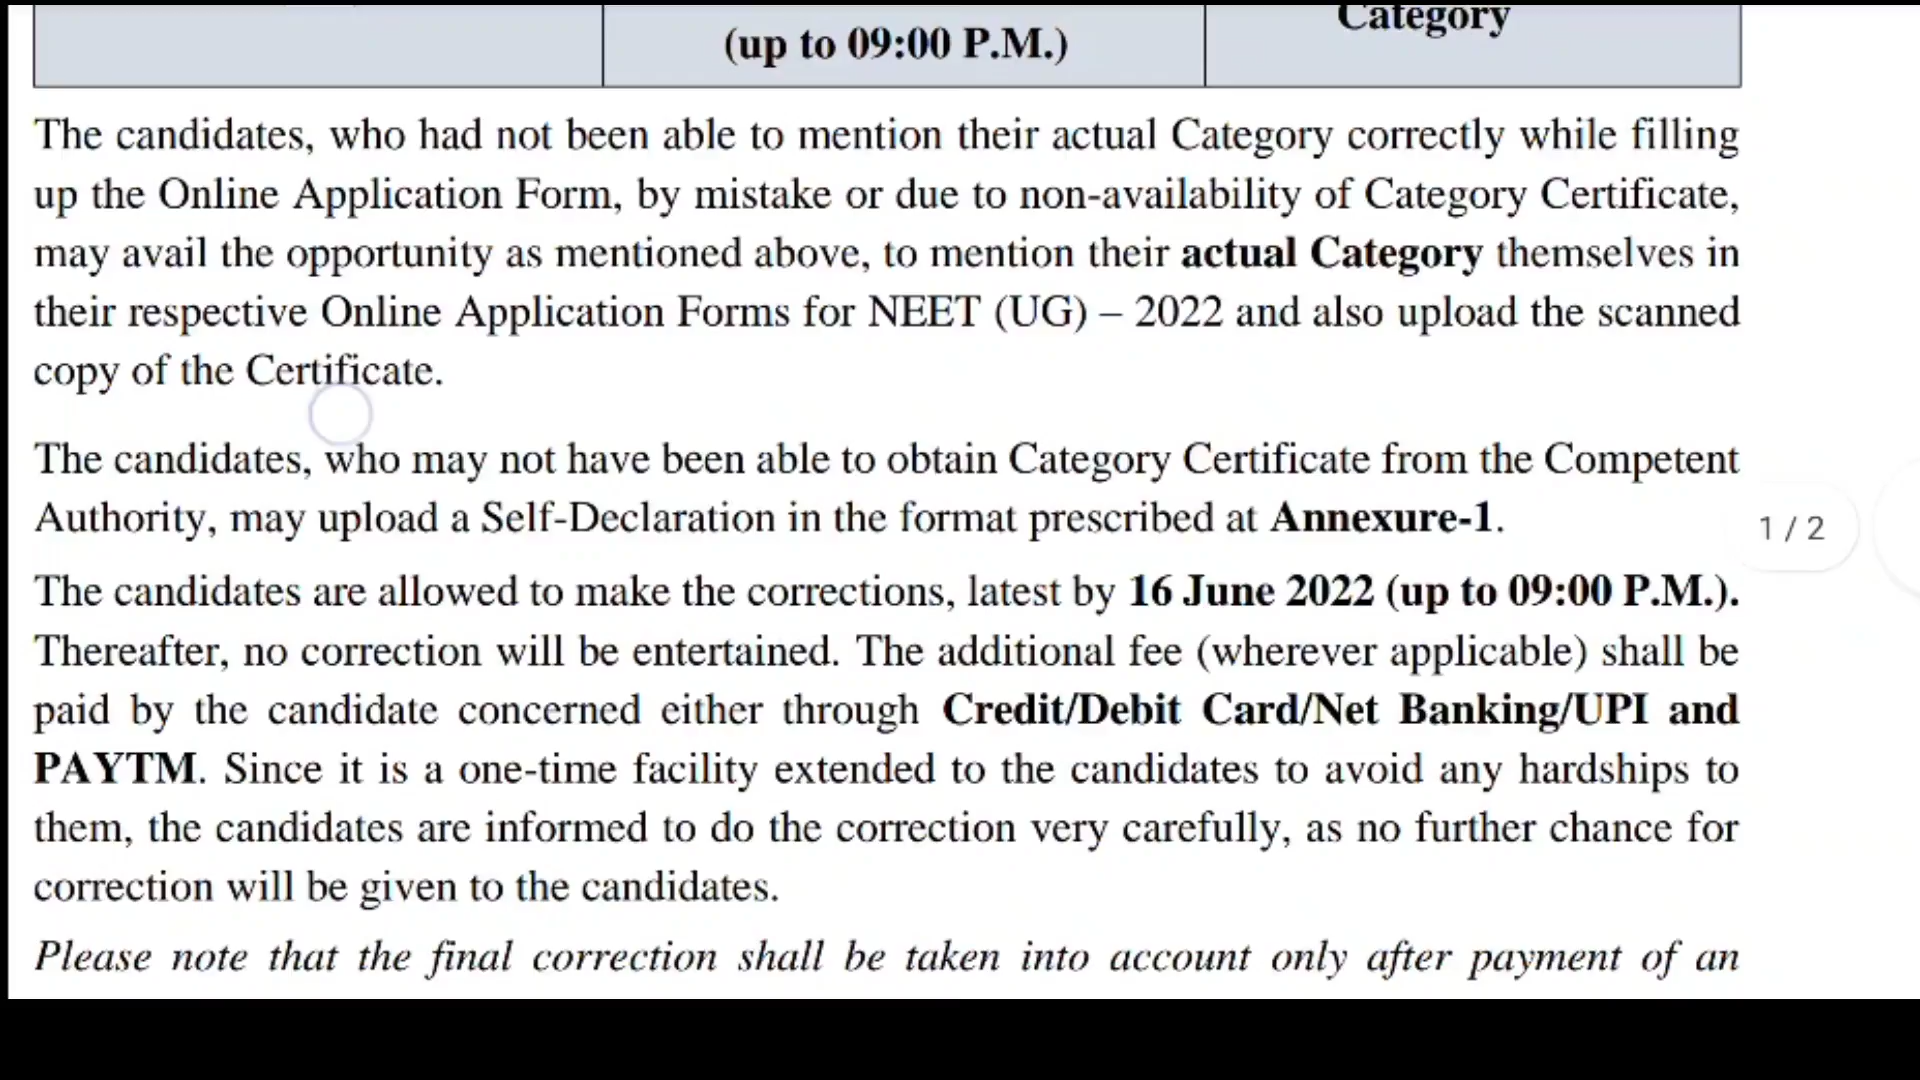 (up to 09:00 P.M.)
Category
The candidates, who had not been able to mention their actual Category correctly while filling
up the Online Application Form, by mistake or due to non-availability of Category Certificate,
may avail the opportunity as mentioned above, to mention their actual Category themselves in
their respective Online Application Forms for NEET (UG) – 2022 and also upload the scanned
copy of the Certificate.
The candidates, who may not have been able to obtain Category Certificate from the Competent
Authority, may upload a Self-Declaration in the format prescribed at Annexure-1.
1 / 2
The candidates are allowed to make the corrections, latest by 16 June 2022 (up to 09:00 P.M.).
Thereafter, no correction will be entertained. The additional fee (wherever applicable) shall be
paid by the candidate concerned either through Credit/Debit Card/Net Banking/UPI and
PAYTM. Since it is a one-time facility extended to the candidates to avoid any hardships to
them, the candidates are informed to do the correction very carefully, as no further chance for
correction will be given to the candidates.
Please note that the final correction shall be taken into account only after payment of an